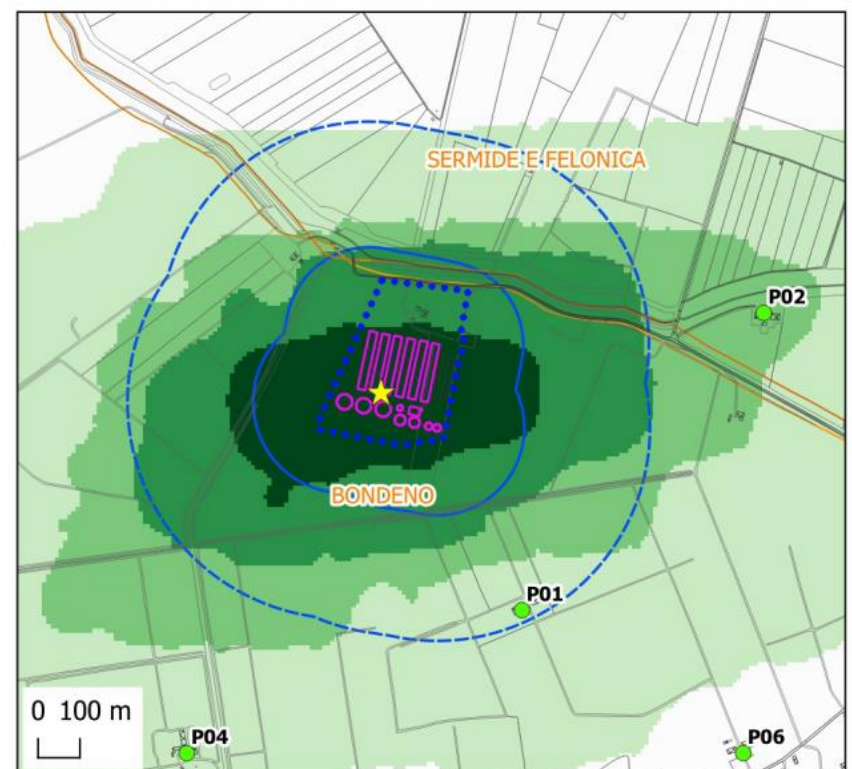 SERMIDE E FELONICA
P02
BONDENO
P01
0 100 m
P04
P06